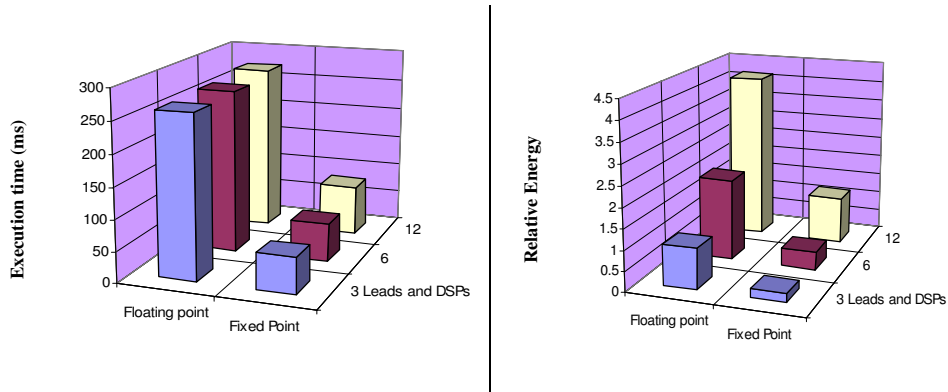 Execution time (ms)
300
250
200
150
100
50
0
Floating point
Fixed Point
3 Leads and DSPs
6
12
Relative Energy
4.5
4
3.5
3
2.5
2
1.5
1
0.5
0
Floating point
Fixed Point
3 Leads and DSPs
6
12